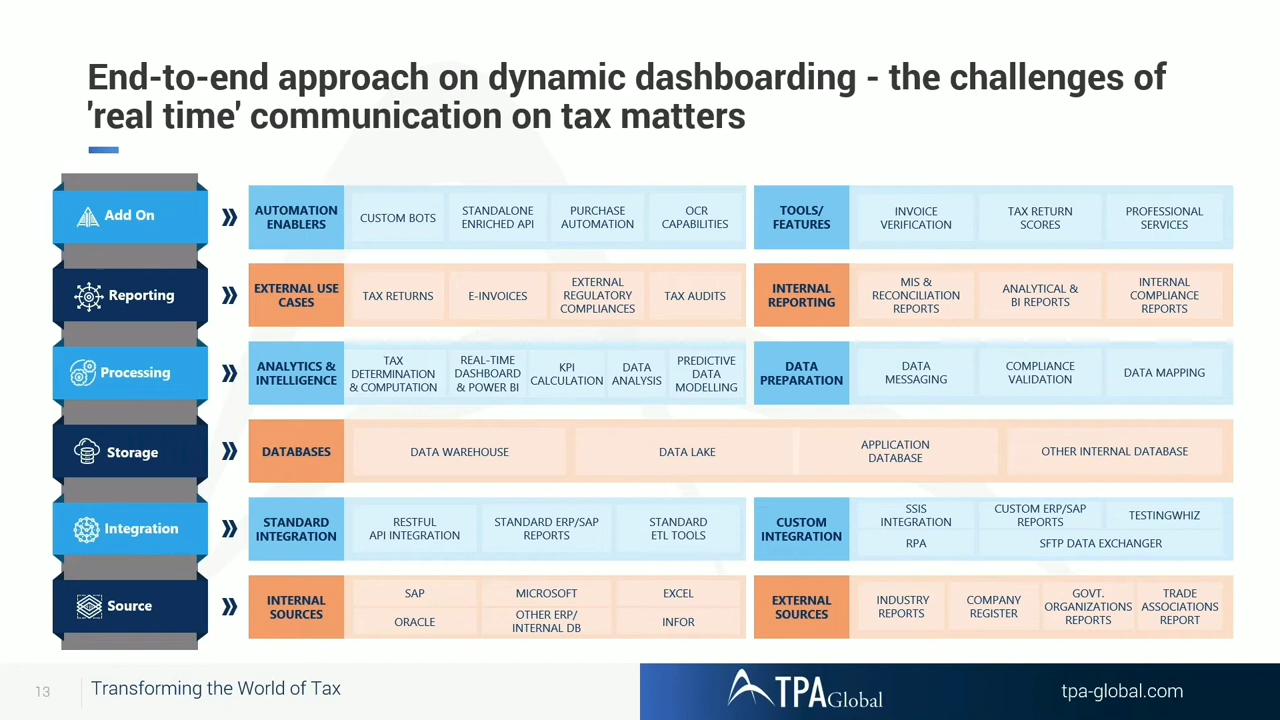 End-to-end approach on dynamic dashboarding - the challenges of
'real time' communication on tax matters
Add On
AUTOMATION
ENABLERS
CUSTOM BOTS
STANDALONE
ENRICHED API
PURCHASE
AUTOMATION
OCR
CAPABILITIES
TOOLS/
FEATURES
INVOICE
VERIFICATION
TAX RETURN
SCORES
PROFESSIONAL
SERVICES
Reporting
EXTERNAL USE
CASES
TAX RETURNS
E-INVOICES
EXTERNAL
REGULATORY
COMPLIANCES
TAX AUDITS
INTERNAL
REPORTING
MIS &
RECONCILIATION
REPORTS
ANALYTICAL &
BI REPORTS
INTERNAL
COMPLIANCE
REPORTS
Processing
ANALYTICS &
INTELLIGENCE
TAX
DETERMINATION
& COMPUTATION
REAL-TIME
DASHBOARD
& POWER BI
KPI
CALCULATION
DATA
ANALYSIS
PREDICTIVE
DATA
MODELLING
DATA
PREPARATION
DATA
MESSAGING
COMPLIANCE
VALIDATION
DATA MAPPING
Storage
DATABASES
DATA WAREHOUSE
DATA LAKE
APPLICATION
DATABASE
OTHER INTERNAL DATABASE
Integration
STANDARD
INTEGRATION
RESTFUL
API INTEGRATION
STANDARD ERP/SAP
REPORTS
STANDARD
ETL TOOLS
CUSTOM
INTEGRATION
SSIS
INTEGRATION
CUSTOM ERP/SAP
REPORTS
TESTINGWHIZ
RPA
SFTP DATA EXCHANGER
Source
INTERNAL
SOURCES
SAP
MICROSOFT
EXCEL
ORACLE
OTHER ERP/
INTERNAL DB
INFOR
EXTERNAL
SOURCES
INDUSTRY
REPORTS
COMPANY
REGISTER
GOVT.
ORGANIZATIONS
REPORTS
TRADE
ASSOCIATIONS
REPORT
13
Transforming the World of Tax
TPA Global
tpa-global.com